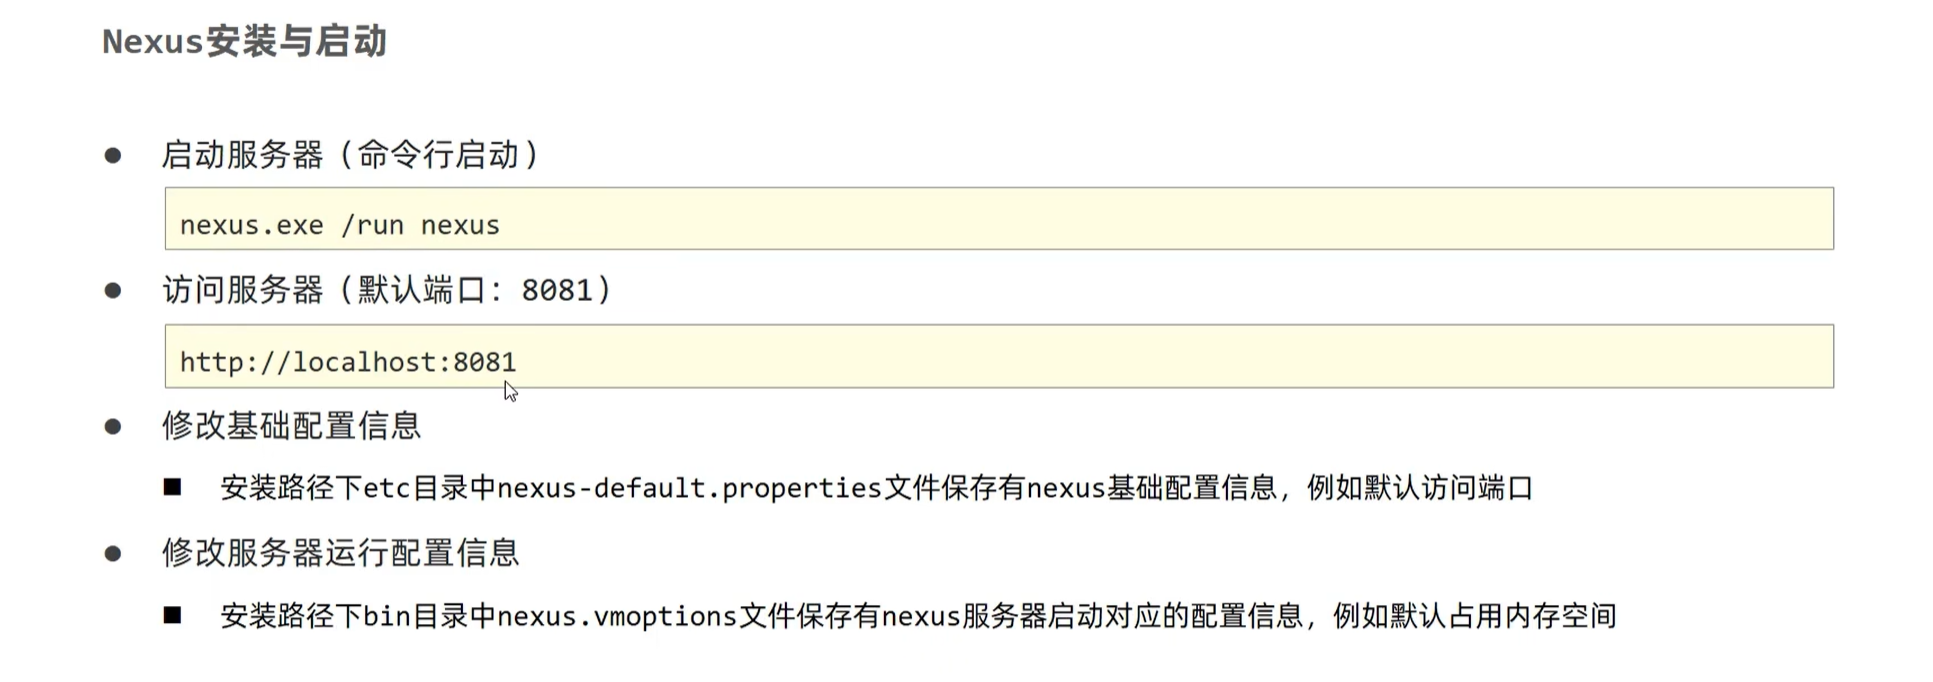 Nexus安装与启动
● 启动服务器（命令行启动）
nexus.exe /run nexus
● 访问服务器（默认端口：8081）
http://localhost:8081
● 修改基础配置信息
■ 安装路径下etc目录中nexus-default.properties文件保存有nexus基础配置信息，例如默认访问端口
● 修改服务器运行配置信息
■ 安装路径下bin目录中nexus.vmoptions文件保存有nexus服务器启动对应的配置信息，例如默认占用内存空间